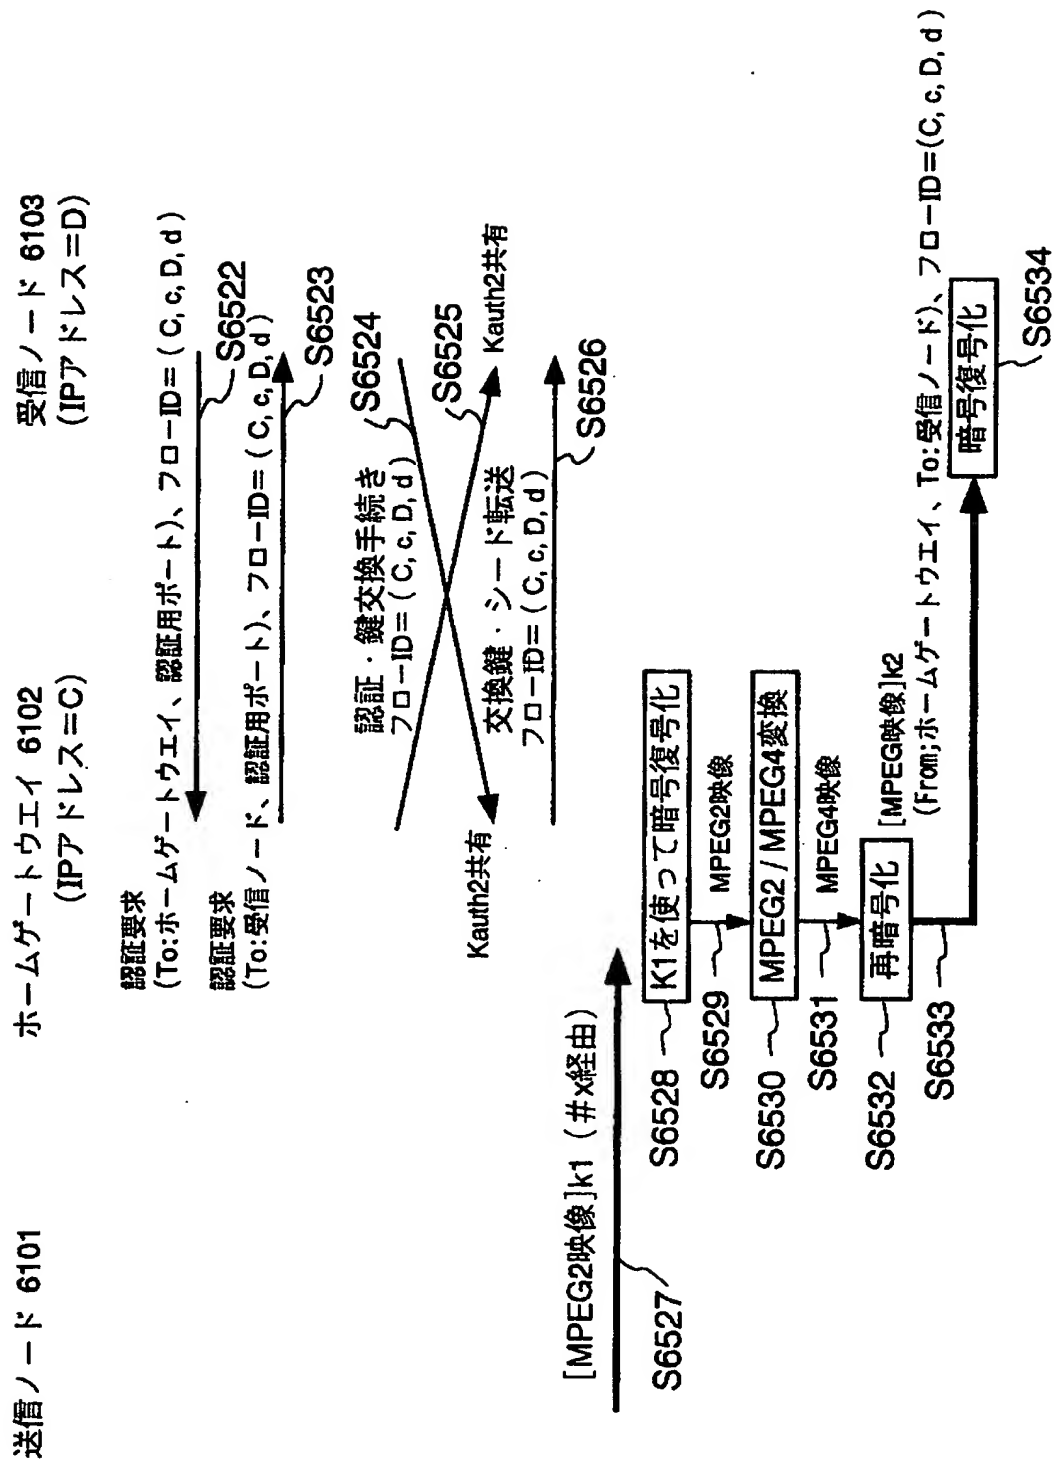 送信ノード 6101
ホームゲートウエイ 6102
(IPアドレス=C)
受信ノード 6103
(IPアドレス=D)
認証要求
(To:ホームゲートウエイ、認証用ポート)、フローID=(C, c, D, d)
S6522
認証要求
(To:受信ノード、認証用ポート)、フローID=(C, c, D, d)
S6523
認証・鍵交換手続き
フローID=(C, c, D, d)
S6524
S6525
Kauth2共有
Kauth2共有
交換鍵・シード転送
フローID=(C, c, D, d)
S6526
[MPEG2映像]k1 (#x経由)
S6527
K1を使って暗号復号化
S6528
MPEG2映像
S6529
MPEG2 / MPEG4変換
S6530
MPEG4映像
S6531
再暗号化
S6532
S6533
[MPEG映像]k2
(From;ホームゲートウエイ、To:受信ノード)、フローID=(C, c, D, d)
暗号復号化
S6534